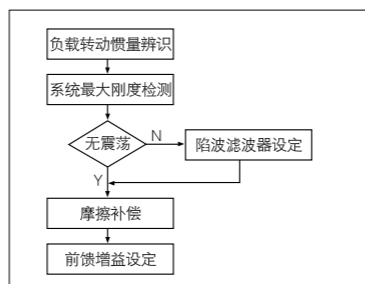 负载转动惯量辨识
系统最大刚度检测
无震荡
N
陷波滤波器设定
Y
摩擦补偿
前馈增益设定